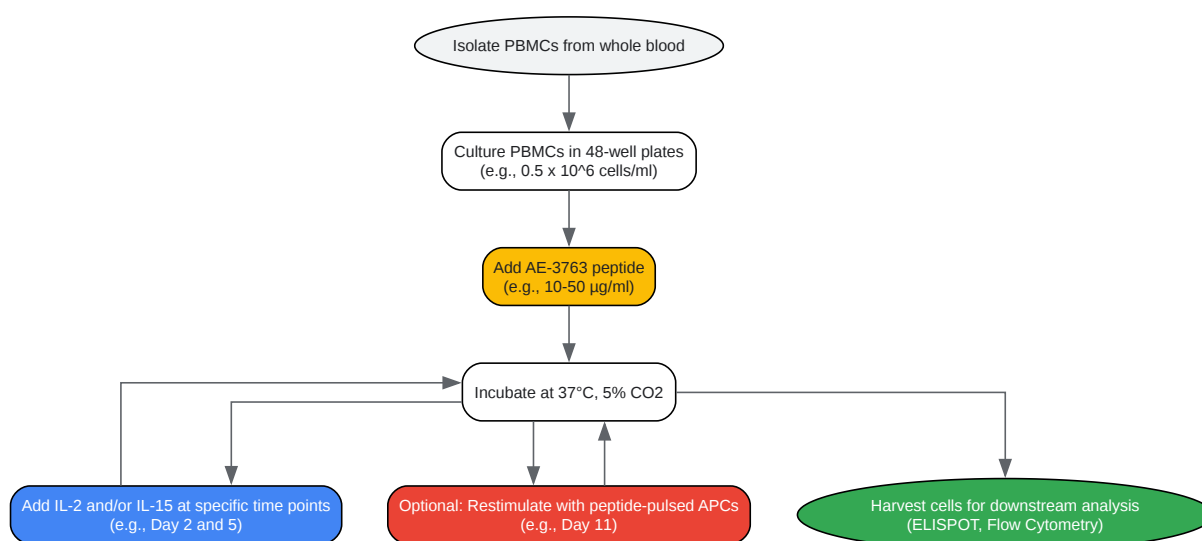 Isolate PBMCs from whole blood
Culture PBMCs in 48-well plates
(e.g., 0.5 x 10^6 cells/ml)
Add AE-3763 peptide
(e.g., 10-50 µg/ml)
Incubate at 37°C, 5% CO2
Add IL-2 and/or IL-15 at specific time points
(e.g., Day 2 and 5)
Optional: Restimulate with peptide-pulsed APCs
(e.g., Day 11)
Harvest cells for downstream analysis
(ELISPOT, Flow Cytometry)